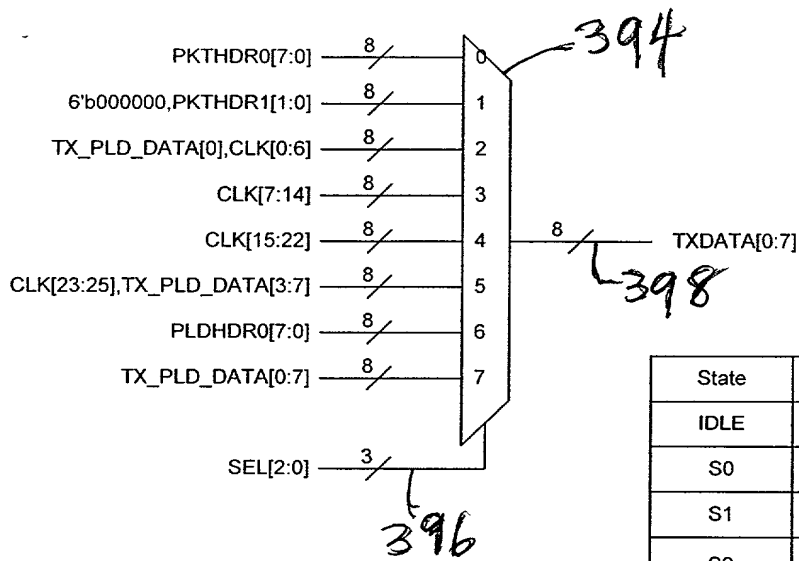 PKTHDR0[7:0] 8 0 394
6'b000000,PKTHDR1[1:0] 8 1
TX_PLD_DATA[0],CLK[0:6] 8 2
CLK[7:14] 8 3
CLK[15:22] 8 4 8 TXDATA[0:7]
398
CLK[23:25],TX_PLD_DATA[3:7] 8 5
PLDHDR0[7:0] 8 6
TX_PLD_DATA[0:7] 8 7
State
IDLE
SEL[2:0] 3
S0
396
S1